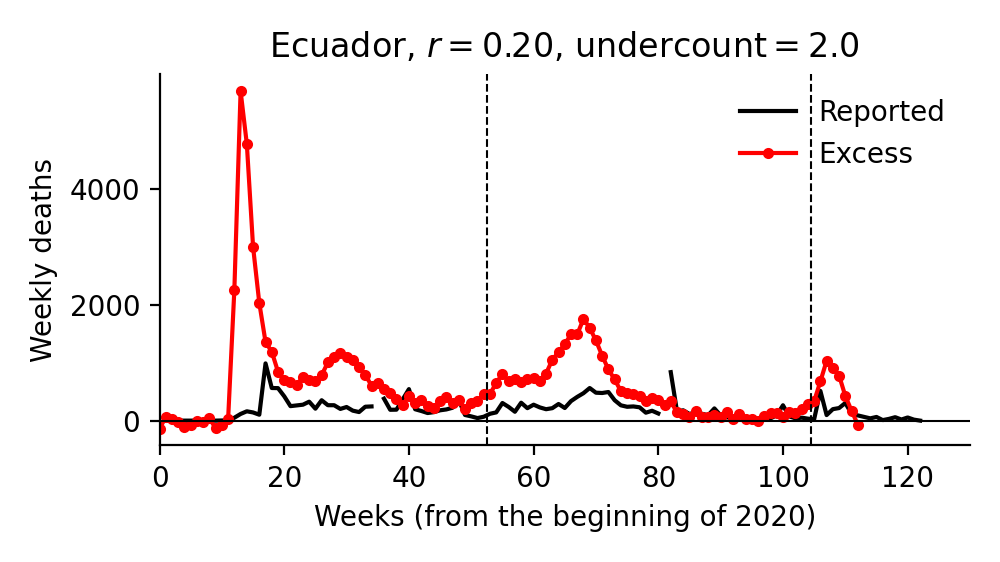 Ecuador, r = 0.20, undercount = 2.0
Reported
Excess
Weekly deaths
4000
2000
0
0 20 40 60 80 100 120
Weeks (from the beginning of 2020)